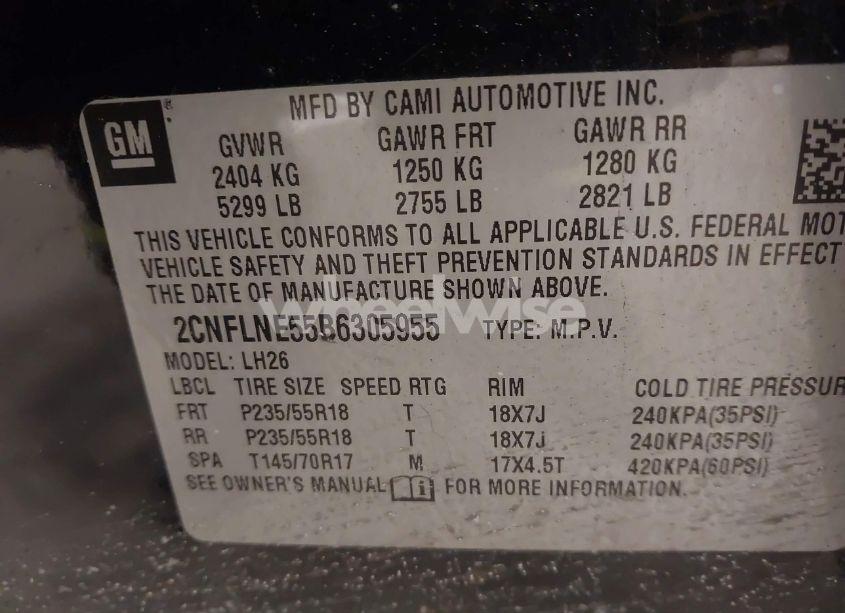 MFD BY CAMI AUTOMOTIVE INC.
GM ®
GVWR GAWR FRT GAWR RR
2404 KG 1250 KG 1280 KG
5299 LB 2755 LB 2821 LB
THIS VEHICLE CONFORMS TO ALL APPLICABLE U.S. FEDERAL MOT
VEHICLE SAFETY AND THEFT PREVENTION STANDARDS IN EFFECT
THE DATE OF MANUFACTURE SHOWN ABOVE.
wheelwise
2CNFLNE55B6305955 TYPE: M.P.V.
MODEL: LH26
LBCL TIRE SIZE SPEED RTG RIM COLD TIRE PRESSUR
FRT P235/55R18 T 18X7J 240KPA(35PSI)
RR P235/55R18 T 18X7J 240KPA(35PSI)
SPA T145/70R17 M 17X4.5T 420KPA(60PSI)
SEE OWNER'S MANUAL i FOR MORE INFORMATION.